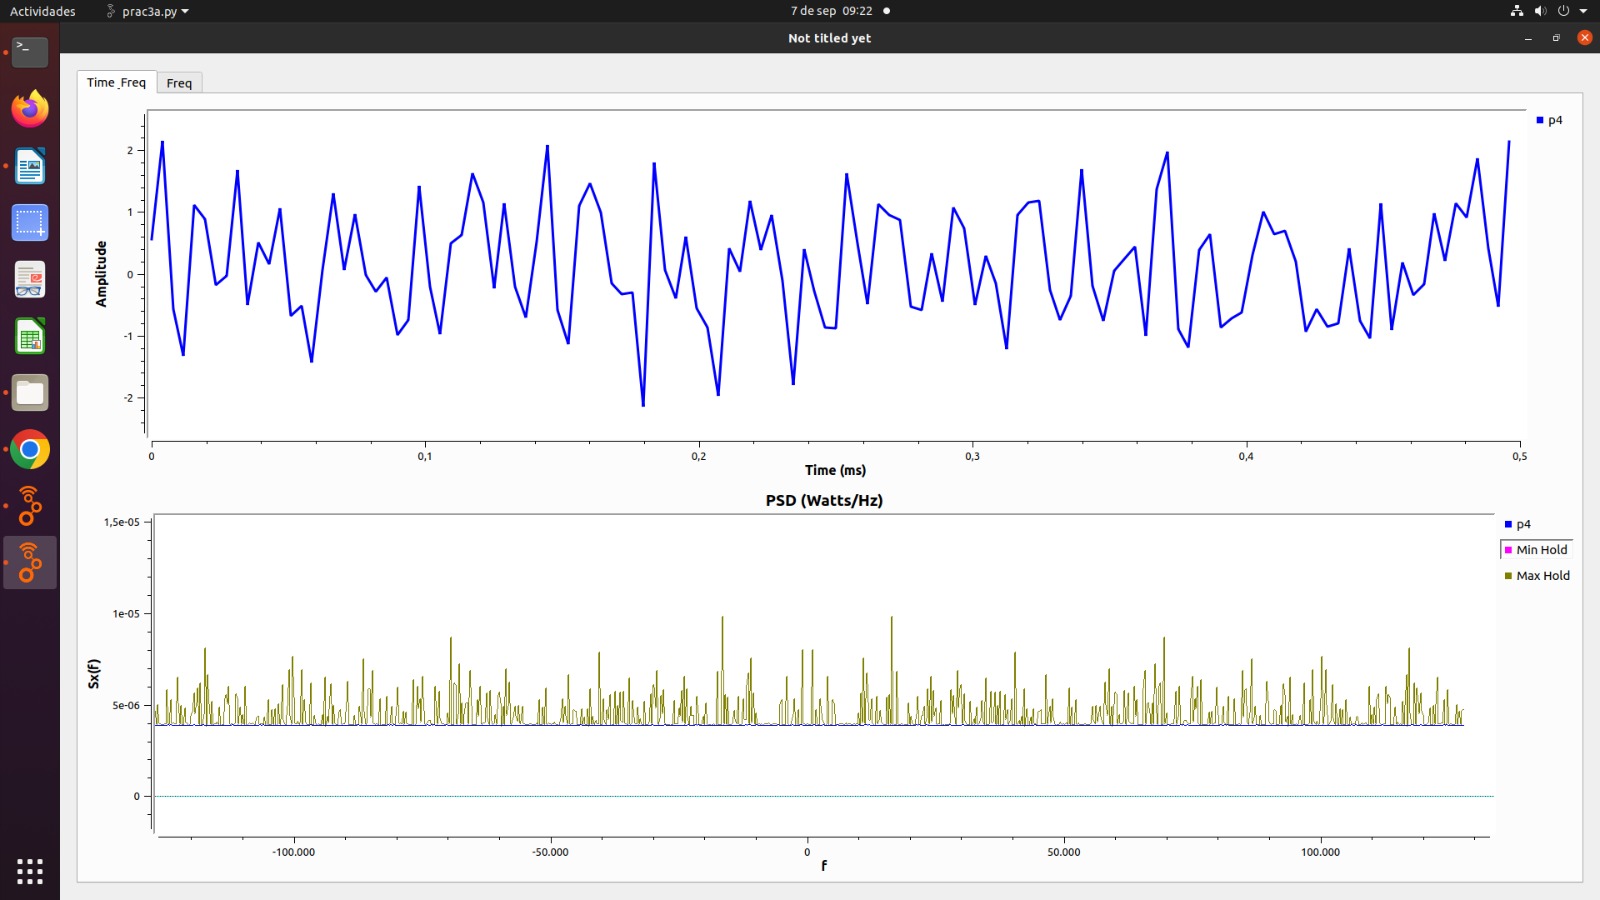 Actividades prac3a.py 7 de sep 09:22
Not titled yet
Time_Freq Freq
p4
Amplitude
2
1
0
-1
-2
0 0,1 0,2 0,3 0,4 0,5
Time (ms)
PSD (Watts/Hz)
p4
Min Hold
Max Hold
Sx(f)
1,5e-05
1e-05
5e-06
0
-100.000 -50.000 0 50.000 100.000
f